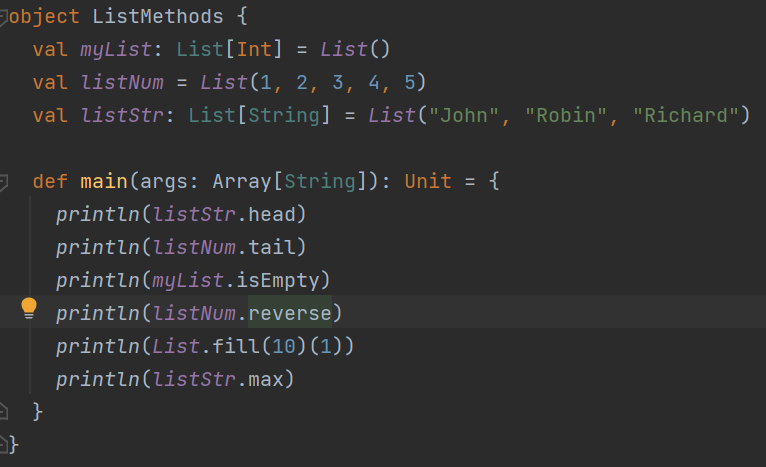 object ListMethods {
  val myList: List[Int] = List()
  val listNum = List(1, 2, 3, 4, 5)
  val listStr: List[String] = List("John", "Robin", "Richard")

  def main(args: Array[String]): Unit = {
    println(listStr.head)
    println(listNum.tail)
    println(myList.isEmpty)
    println(listNum.reverse)
    println(List.fill(10)(1))
    println(listStr.max)
  }
}